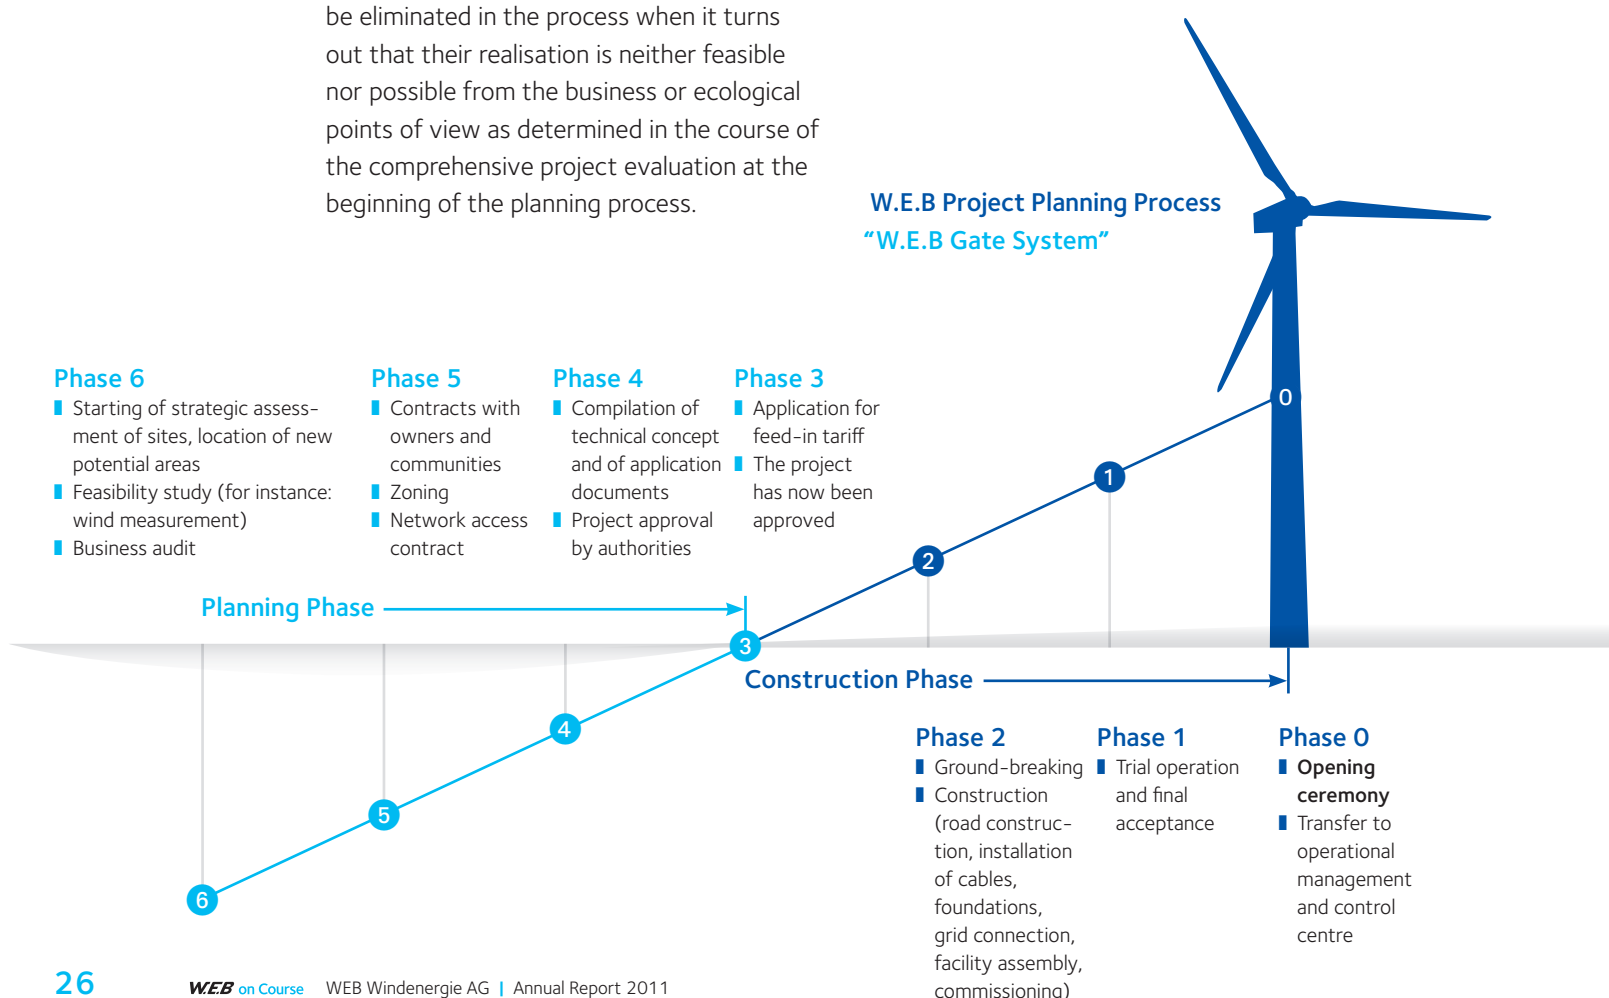 be eliminated in the process when it turns
out that their realisation is neither feasible
nor possible from the business or ecological
points of view as determined in the course of
the comprehensive project evaluation at the
beginning of the planning process.
W.E.B Project Planning Process
“W.E.B Gate System”
Phase 6
Starting of strategic assess-
ment of sites, location of new
potential areas
Feasibility study (for instance:
wind measurement)
Business audit
Phase 5
Contracts with
owners and
communities
Zoning
Network access
contract
Phase 4
Compilation of
technical concept
and of application
documents
Project approval
by authorities
Phase 3
Application for
feed-in tariff
The project
has now been
approved
0
1
2
Planning Phase
3
Construction Phase
4
5
6
Phase 2
Ground-breaking
Construction
(road construc-
tion, installation
of cables,
foundations,
grid connection,
facility assembly,
commissioning)
Phase 1
Trial operation
and final
acceptance
Phase 0
Opening
ceremony
Transfer to
operational
management
and control
centre
26 W.E.B on Course WEB Windenergie AG | Annual Report 2011